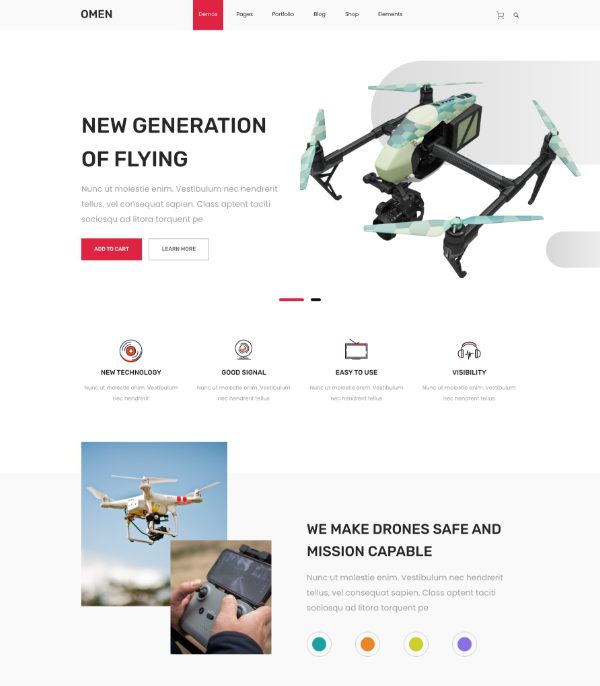 OMEN
Demos Pages Portfolio Blog Shop Elements
NEW GENERATION
OF FLYING
Nunc ut molestie enim. Vestibulum nec hendrerit
tellus, vel consequat sapien. Class aptent taciti
sociosqu ad litora torquent pe
ADD TO CART LEARN MORE
NEW TECHNOLOGY
Nunc ut molestie enim. Vestibulum
nec hendrerit
GOOD SIGNAL
Nunc ut molestie enim. Vestibulum
nec hendrerit tellus
EASY TO USE
Nunc ut molestie enim. Vestibulum
nec hendrerit tellus
VISIBILITY
Nunc ut molestie enim. Vestibulum
nec hendrerit tellus
WE MAKE DRONES SAFE AND
MISSION CAPABLE
Nunc ut molestie enim. Vestibulum nec hendrerit
tellus, vel consequat sapien. Class aptent taciti
sociosqu ad litora torquent pe